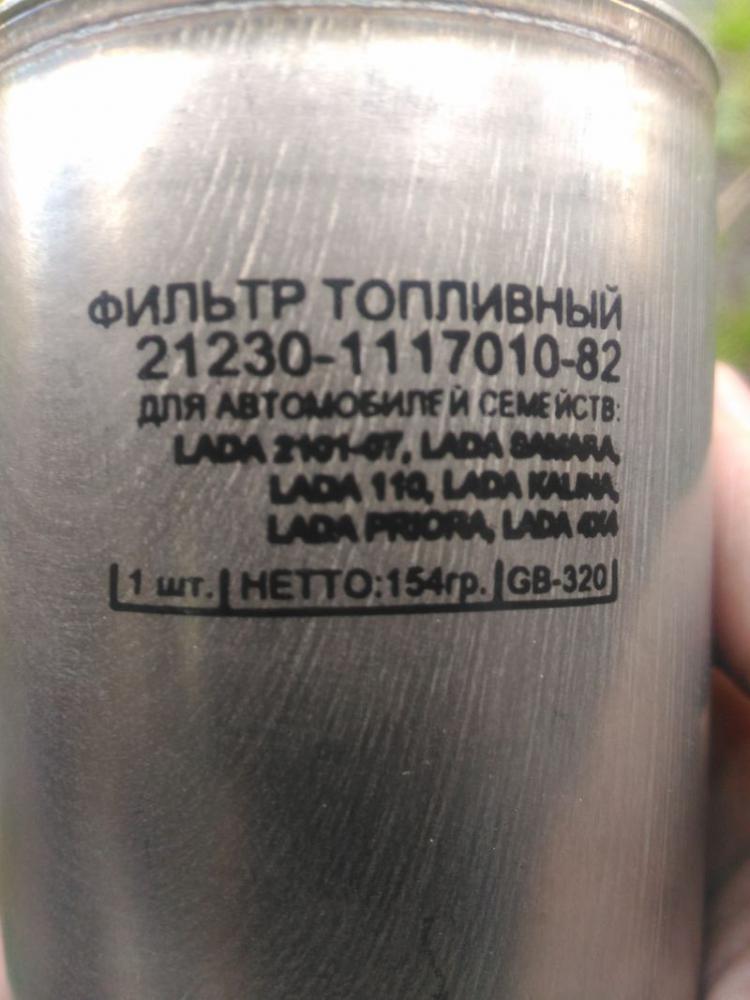 ФИЛЬТР ТОПЛИВНЫЙ
21230-1117010-82
ДЛЯ АВТОМОБИЛЕЙ СЕМЕЙСТВ:
LADA 2101-07, LADA SAMARA,
LADA 110, LADA KALINA,
LADA PRIORA, LADA 4X4
1 шт. НЕТТО:154гр. GB-320